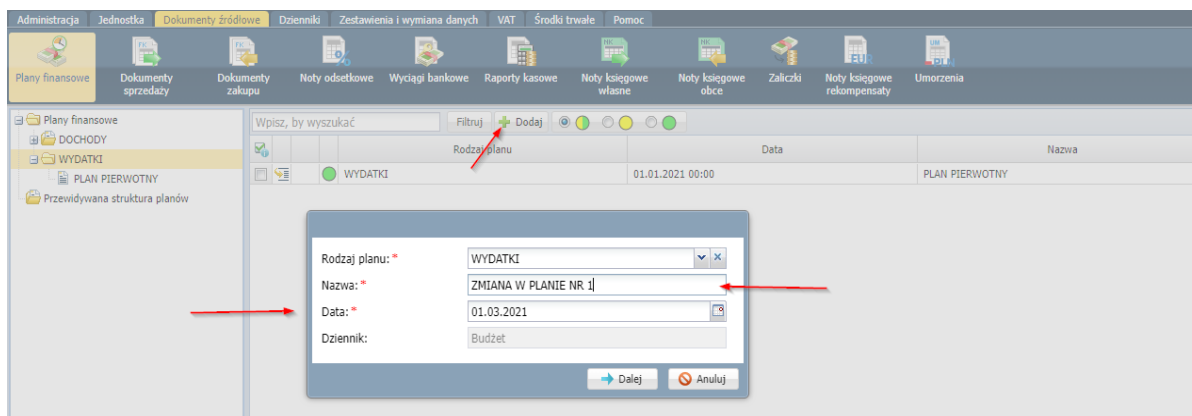 Administracja Jednostka Dokumenty źródłowe Dzienniki Zestawienia i wymiana danych VAT Środki trwałe Pomoc
Plany finansowe Dokumenty sprzedaży Dokumenty zakupu Noty odsetkowe Wyciągi bankowe Raporty kasowe Noty księgowe własne Noty księgowe obce Zaliczki Noty księgowe rekompensaty Umorzenia
Plany finansowe
DOCHODY
WYDATKI
PLAN PIERWOTNY
Przewidywana struktura planów
Wpisz, by wyszukać Filtruj Dodaj
Rodzaj planu Data Nazwa
WYDATKI 01.01.2021 00:00 PLAN PIERWOTNY
Rodzaj planu: * WYDATKI
Nazwa: * ZMIANA W PLANIE NR 1
Data: * 01.03.2021
Dziennik: Budżet
Dalej Anuluj